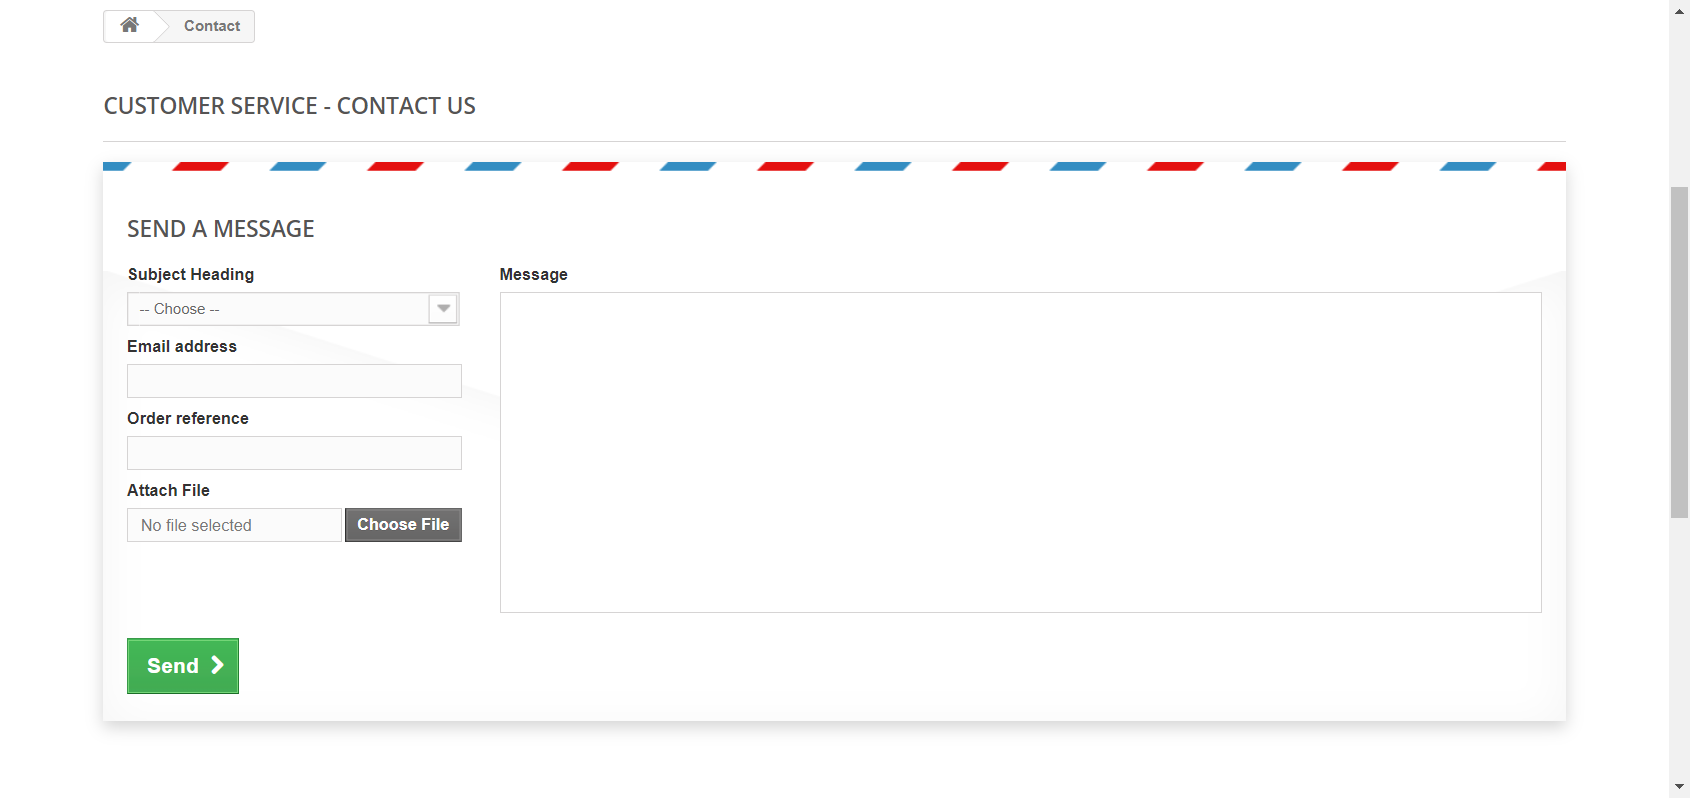 Contact
CUSTOMER SERVICE - CONTACT US
SEND A MESSAGE
Subject Heading
-- Choose --
Email address
Order reference
Attach File
No file selected
Choose File
Message
Send